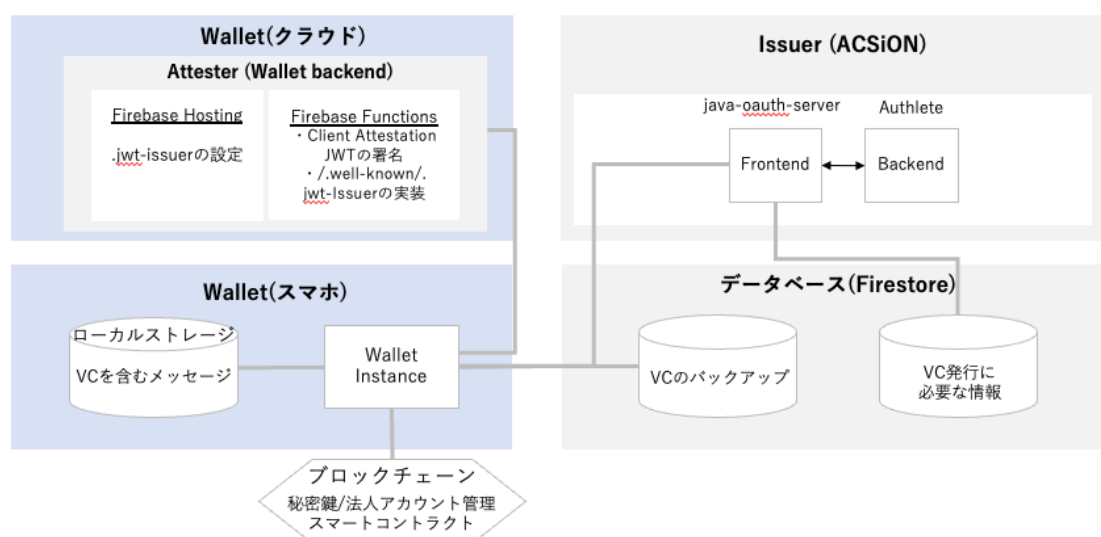 Wallet(クラウド)
Attester (Wallet backend)
Firebase Hosting
.jwt-issuerの設定
Firebase Functions
・Client Attestation
JWTの署名
・/.well-known/.
jwt-Issuerの実装
Issuer (ACSiON)
java-oauth-server
Authlete
Frontend
Backend
Wallet(スマホ)
ローカルストレージ
VCを含むメッセージ
Wallet
Instance
データベース(Firestore)
VCのバックアップ
VC発行に
必要な情報
ブロックチェーン
秘密鍵/法人アカウント管理
スマートコントラクト